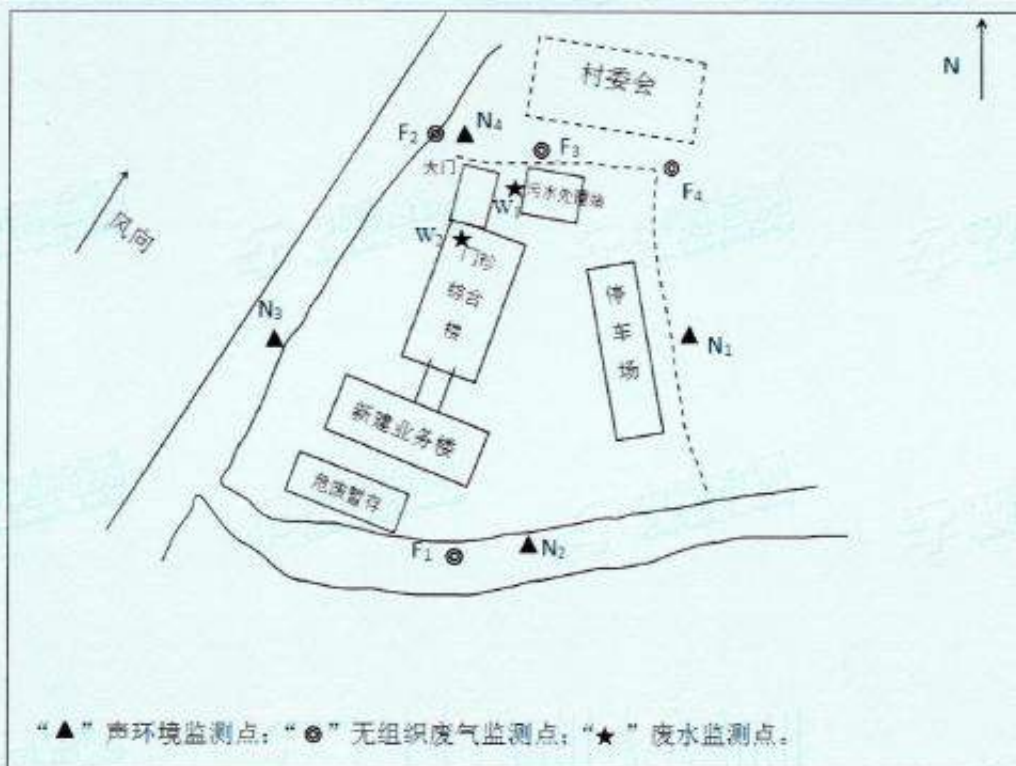 村委会
N
F₂
N₄
F₃
F₄
大门
W₁
污水处理站
风向
W₂
门诊
综合
楼
停
车
场
N₃
N₁
新建业务楼
危废暂存
F₁
N₂
“▲”声环境监测点；“◎”无组织废气监测点；“★”废水监测点。